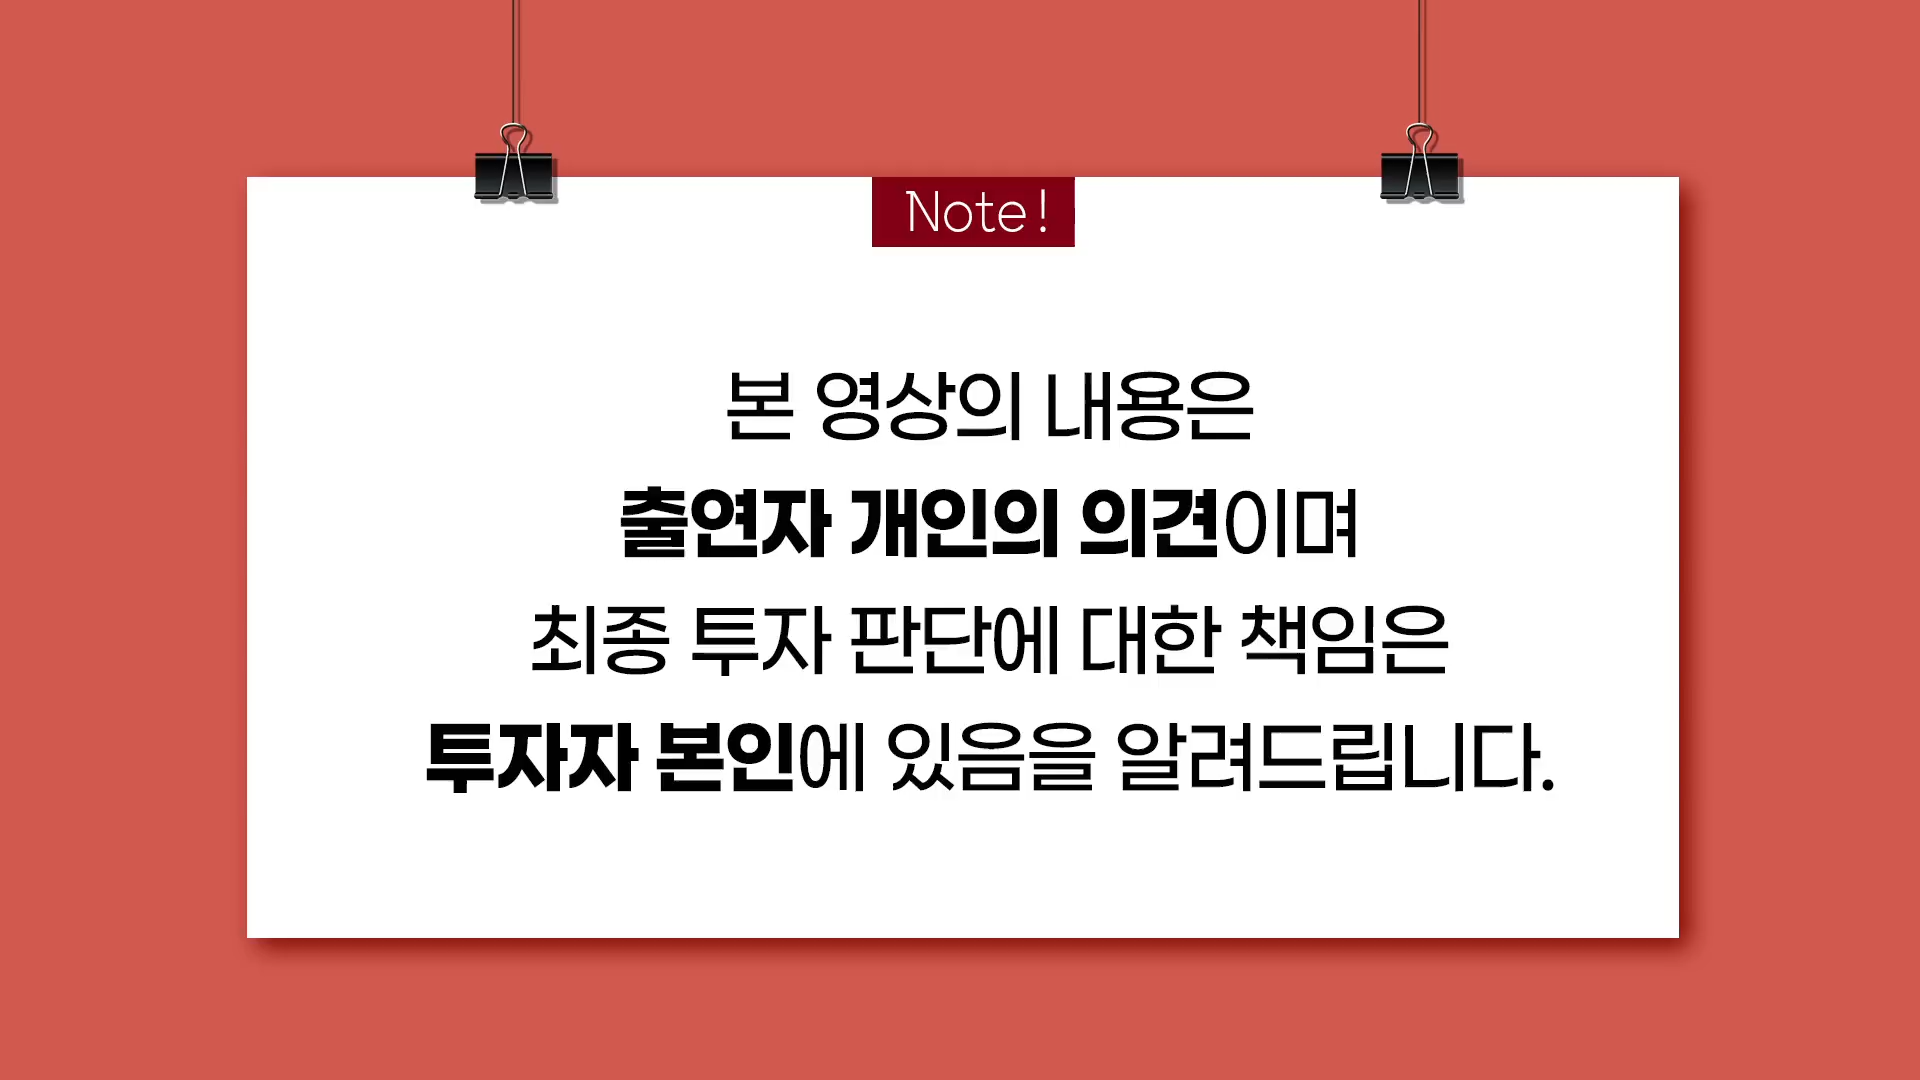 Note!
본 영상의 내용은
출연자 개인의 의견이며
최종 투자 판단에 대한 책임은
투자자 본인에 있음을 알려드립니다.